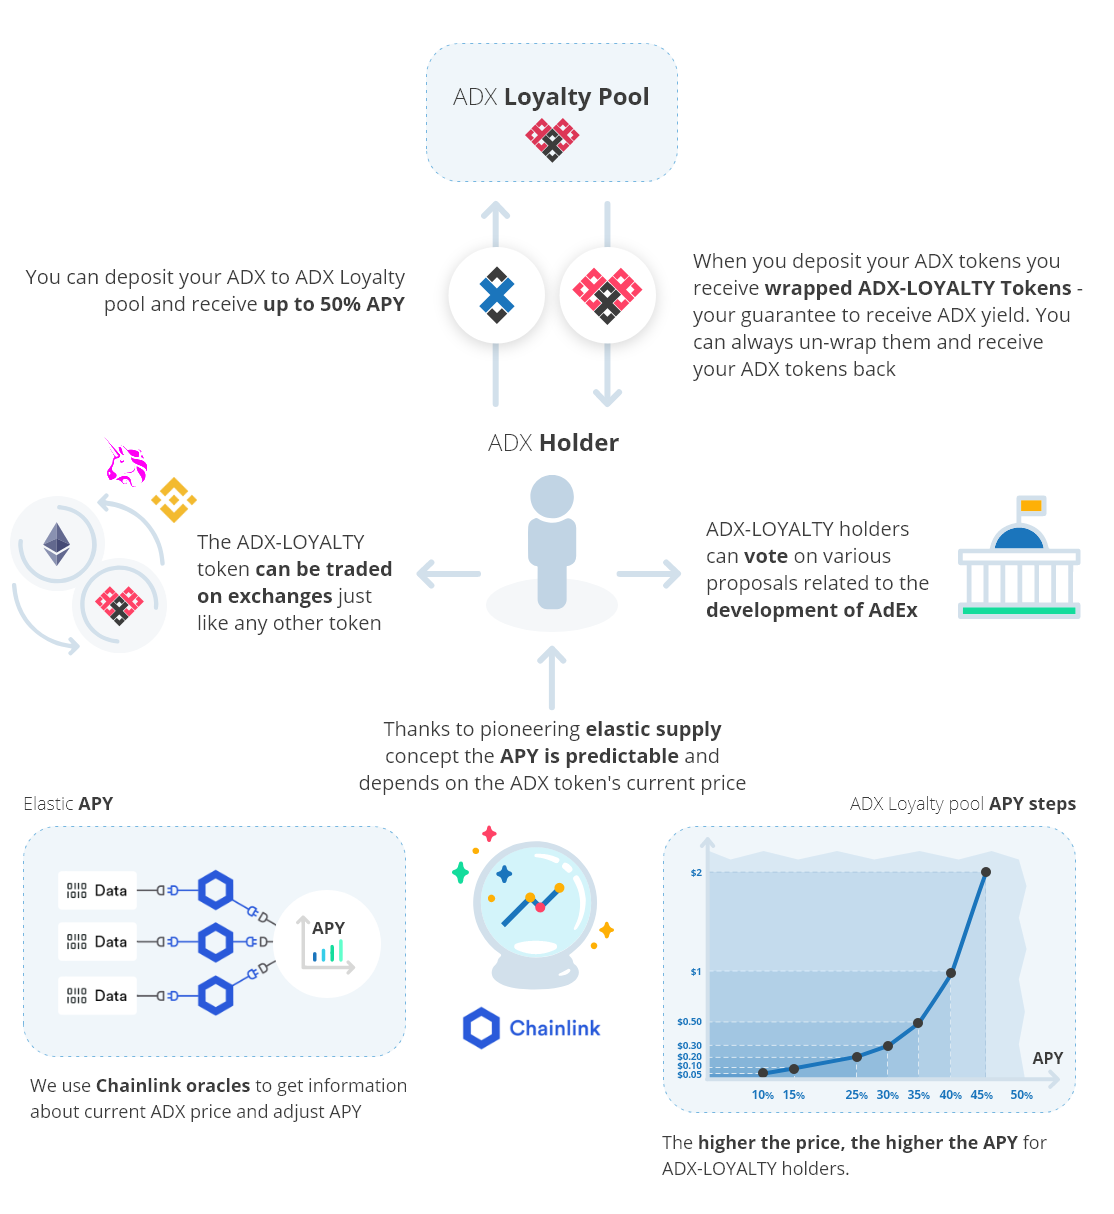 ADX Loyalty Pool
You can deposit your ADX to ADX Loyalty
pool and receive up to 50% APY
When you deposit your ADX tokens you
receive wrapped ADX-LOYALTY Tokens -
your guarantee to receive ADX yield. You
can always un-wrap them and receive
your ADX tokens back
ADX Holder
The ADX-LOYALTY
token can be traded
on exchanges just
like any other token
ADX-LOYALTY holders
can vote on various
proposals related to the
development of AdEx
Thanks to pioneering elastic supply
concept the APY is predictable and
depends on the ADX token's current price
Elastic APY
0110
1010
Data
0110
1010
Data
0110
1010
Data
APY
We use Chainlink oracles to get information
about current ADX price and adjust APY
Chainlink
ADX Loyalty pool APY steps
$2
$1
$0.50
$0.30
$0.20
$0.10
$0.05
APY
10% 15% 25% 30% 35% 40% 45% 50%
The higher the price, the higher the APY for
ADX-LOYALTY holders.